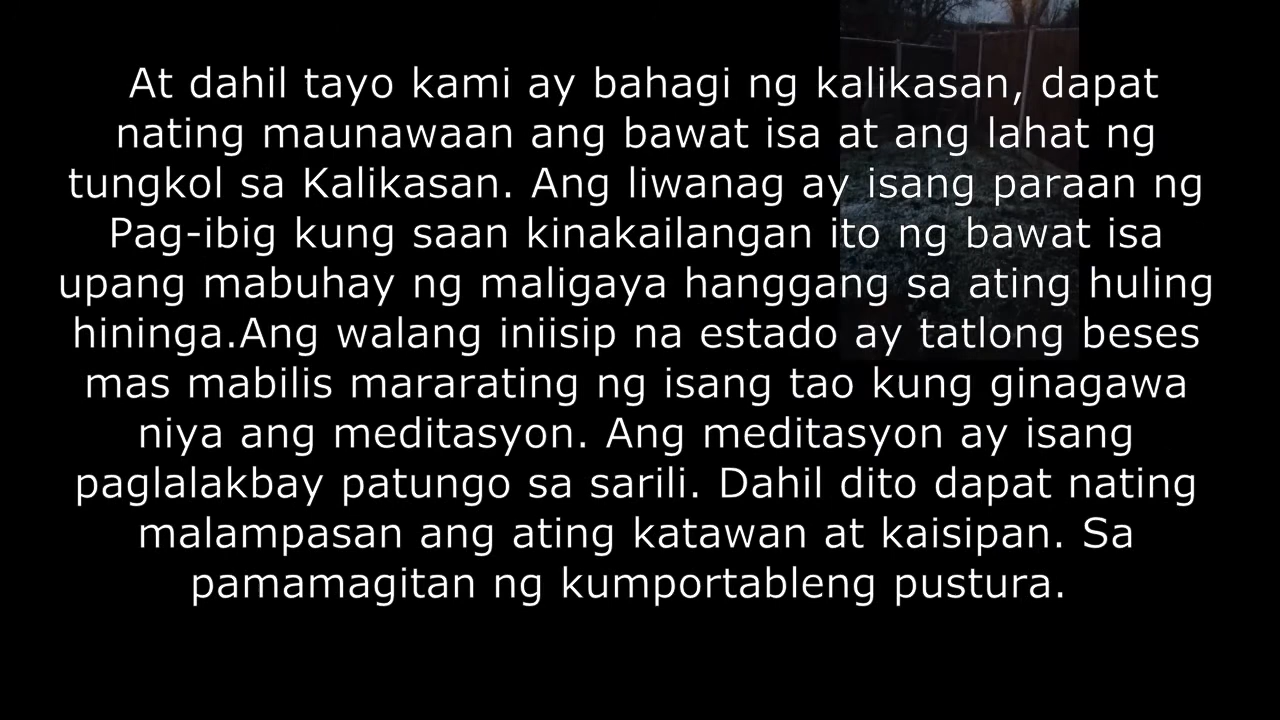 At dahil tayo kami ay bahagi ng kalikasan, dapat
nating maunawaan ang bawat isa at ang lahat ng
tungkol sa Kalikasan. Ang liwanag ay isang paraan ng
Pag-ibig kung saan kinakailangan ito ng bawat isa
upang mabuhay ng maligaya hanggang sa ating huling
hininga.Ang walang iniisip na estado ay tatlong beses
mas mabilis mararating ng isang tao kung ginagawa
niya ang meditasyon. Ang meditasyon ay isang
paglalakbay patungo sa sarili. Dahil dito dapat nating
malampasan ang ating katawan at kaisipan. Sa
pamamagitan ng kumportableng pustura.